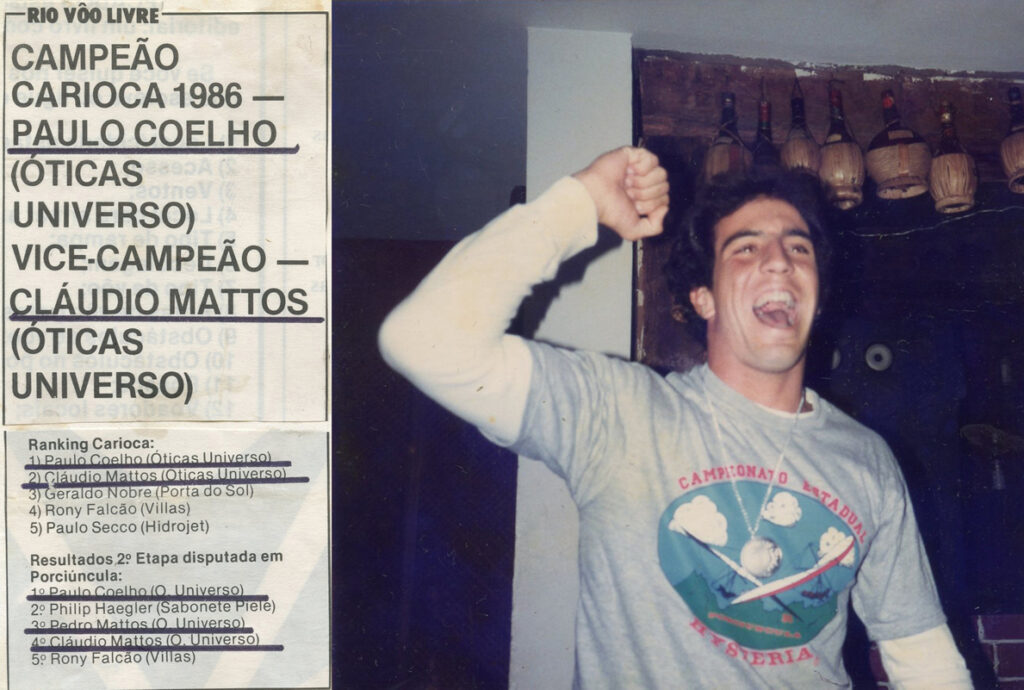 RIO VÔO LIVRE
CAMPEÃO
CARIOCA 1986 —
PAULO COELHO
(ÓTICAS
UNIVERSO)
VICE-CAMPEÃO —
CLÁUDIO MATTOS
(ÓTICAS
UNIVERSO)
Ranking Carioca:
1) Paulo Coelho (Óticas Universo)
2) Cláudio Mattos (Óticas Universo)
3) Geraldo Nobre (Porta do Sol)
4) Rony Falcão (Villas)
5) Paulo Secco (Hidrojet)
Resultados 2º Etapa disputada em
Porciúncula:
1º Paulo Coelho (O. Universo)
2º Philip Haegler (Sabonete Piele)
3º Pedro Mattos (O. Universo)
4º Cláudio Mattos (O. Universo)
5º Rony Falcão (Villas)
CAMPEONATO ESTADUAL
HYSTERIA